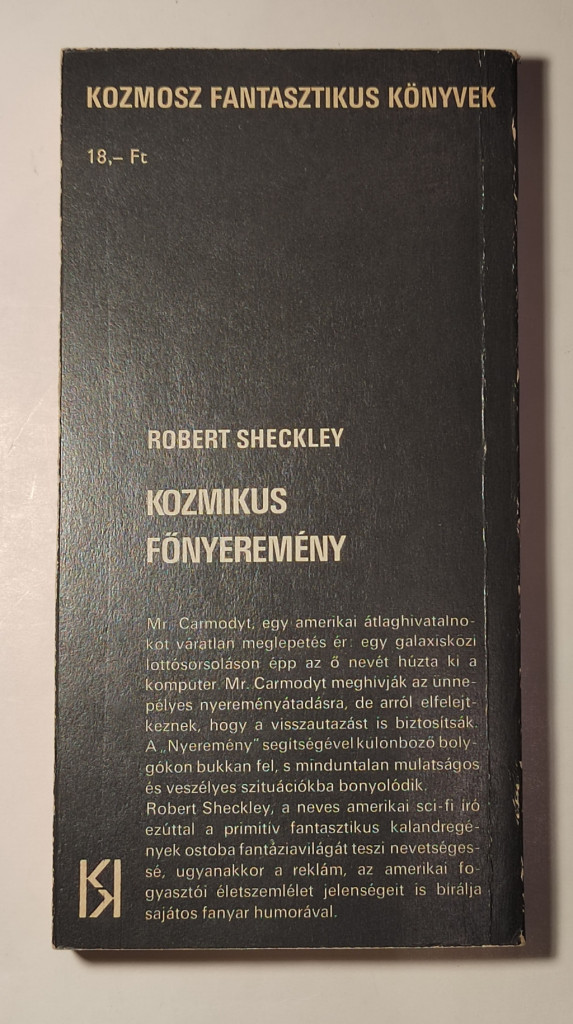 KOZMOSZ FANTASZTIKUS KÖNYVEK
18,– Ft
ROBERT SHECKLEY
KOZMIKUS
FŐNYEREMÉNY
Mr. Carmodyt, egy amerikai átlaghivatalno-
kot váratlan meglepetés ér: egy galaxisközi
lottósorsoláson épp az ő nevét húzta ki a
komputer. Mr. Carmodyt meghívják az ünne-
pélyes nyereményátadásra, de arról elfelejt-
keznek, hogy a visszautazást is biztosítsák.
A „Nyeremény" segítségével különböző boly-
gókon bukkan fel, s minduntalan mulatságos
és veszélyes szituációkba bonyolódik.
Robert Sheckley, a neves amerikai sci-fi író
ezúttal a primitív fantasztikus kalandregé-
nyek ostoba fantáziavilágát teszi nevetséges-
sé, ugyanakkor a reklám, az amerikai fo-
gyasztói életszemlélet jelenségeit is bírálja
sajátos fanyar humorával.